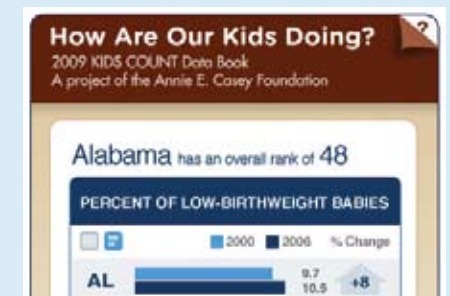 How Are Our Kids Doing?
?
2009 KIDS COUNT Data Book
A project of the Annie E. Casey Foundation
Alabama has an overall rank of 48
PERCENT OF LOW-BIRTHWEIGHT BABIES
2000 2006 % Change
AL 9.7 +8
10.5